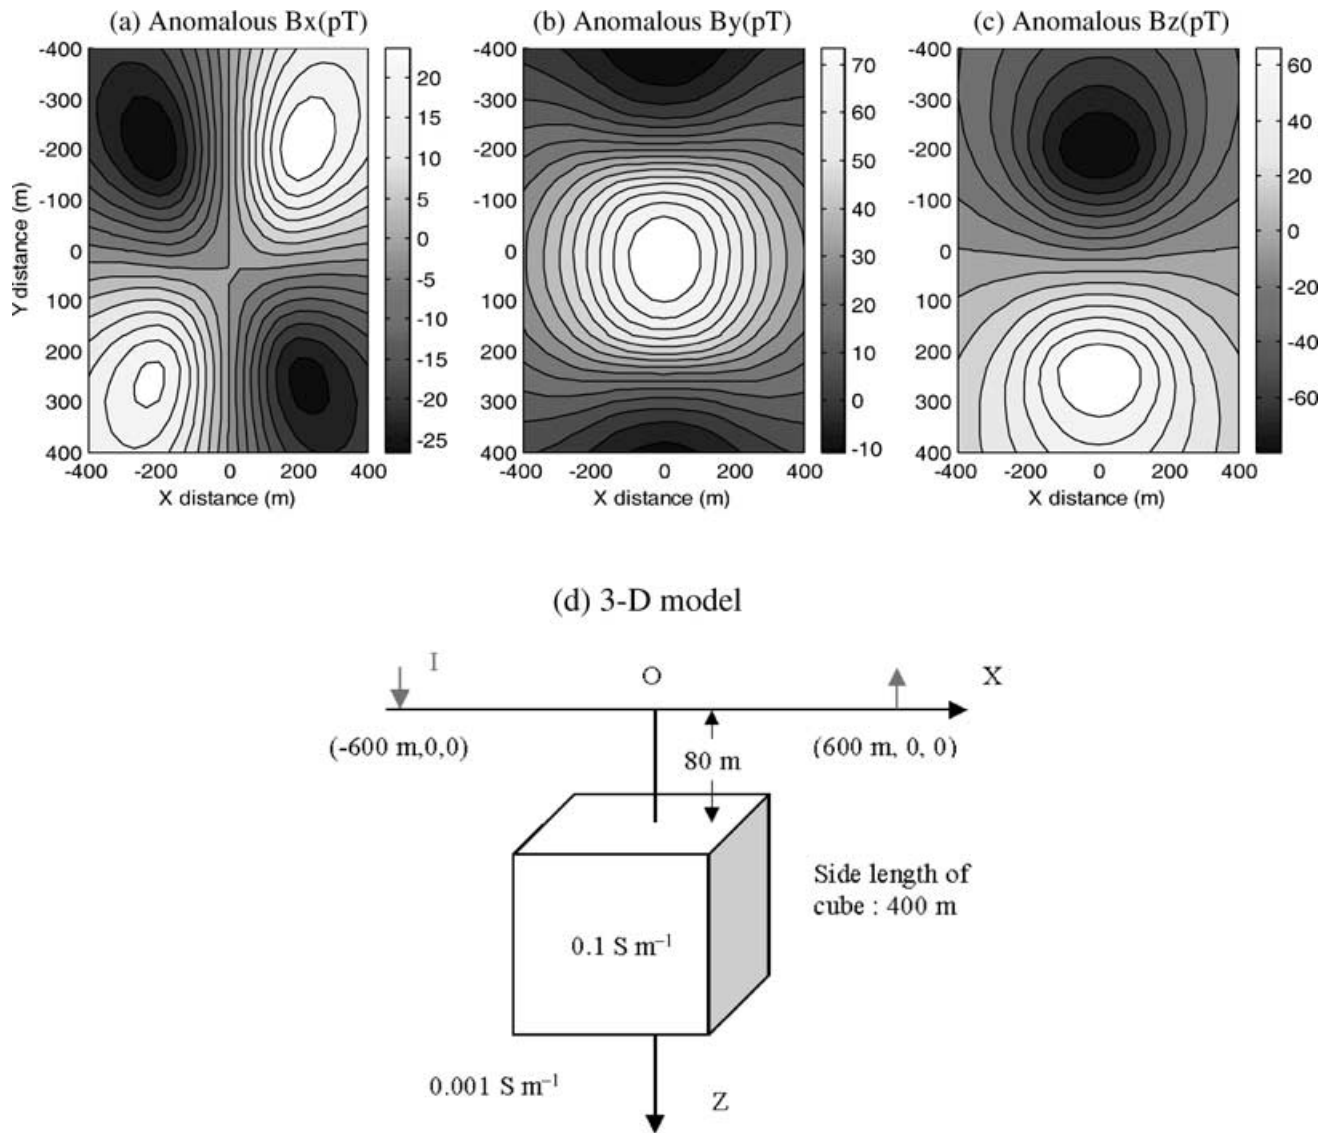 (a) Anomalous Bx(pT)
(b) Anomalous By(pT)
(c) Anomalous Bz(pT)
-400
-300
-200
-100
0
100
200
300
400
Y distance (m)
-400 -200 0 200 400
X distance (m)
20
15
10
5
0
-5
-10
-15
-20
-25
-400
-300
-200
-100
0
100
200
300
400
-400 -200 0 200 400
X distance (m)
70
60
50
40
30
20
10
0
-10
-400
-300
-200
-100
0
100
200
300
400
-400 -200 0 200 400
X distance (m)
60
40
20
0
-20
-40
-60
(d) 3-D model
I
O
X
(-600 m,0,0)
80 m
(600 m, 0, 0)
Side length of
cube : 400 m
0.1 S m⁻¹
0.001 S m⁻¹
Z